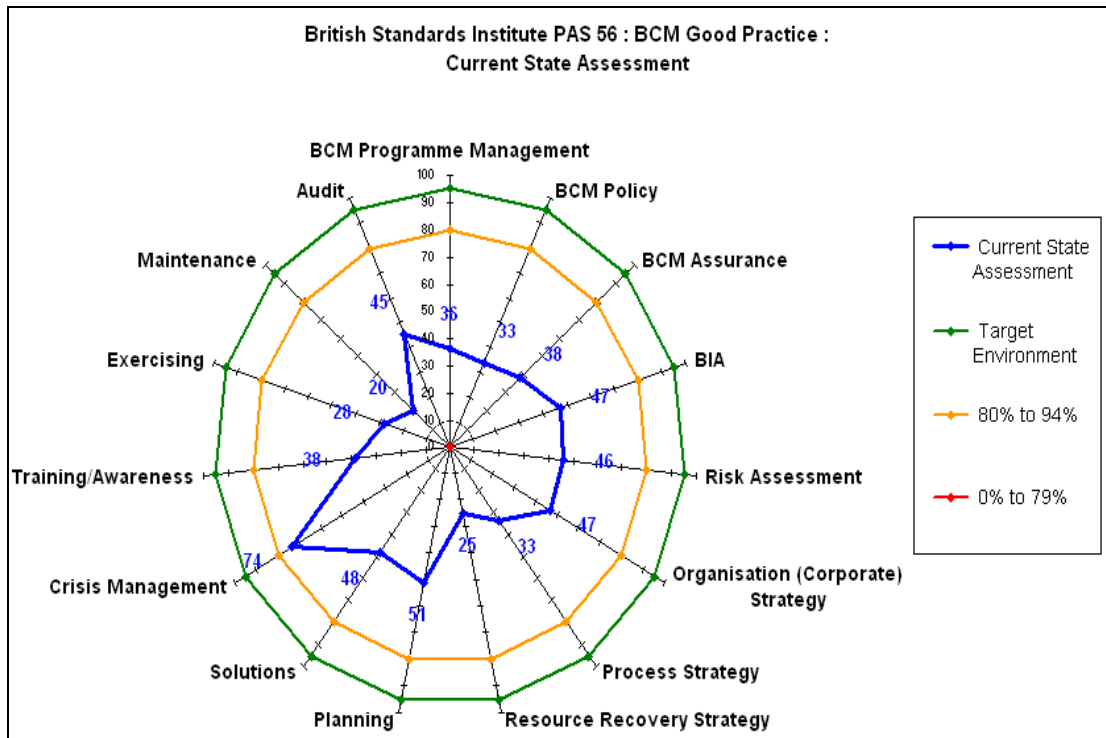 British Standards Institute PAS 56 : BCM Good Practice :
Current State Assessment
BCM Programme Management
Audit
BCM Policy
Maintenance
BCM Assurance
Exercising
BIA
Training/Awareness
Risk Assessment
Crisis Management
Organisation (Corporate)
Strategy
Solutions
Process Strategy
Planning
Resource Recovery Strategy
100
90
80
70
60
50
40
30
20
10
0
36
33
38
47
46
47
33
25
51
48
74
38
28
20
45
Current State
Assessment
Target
Environment
80% to 94%
0% to 79%